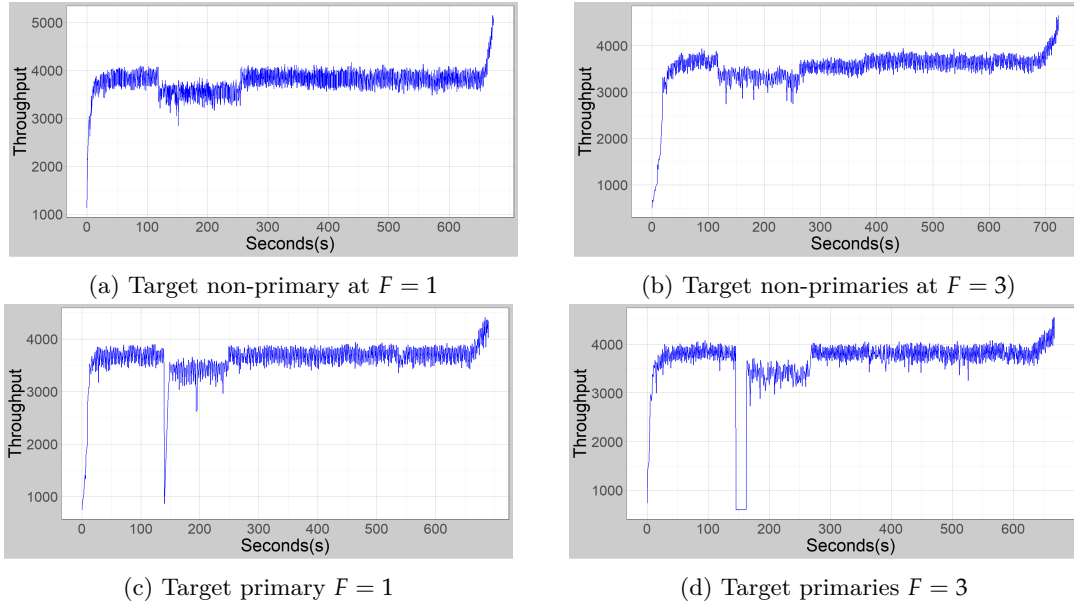 5000
4000
3000
2000
1000
Throughput
0 100 200 300 400 500 600
Seconds(s)
(a) Target non-primary at F = 1
4000
3000
2000
1000
Throughput
0 100 200 300 400 500 600 700
Seconds(s)
(b) Target non-primaries at F = 3)
4000
3000
2000
1000
Throughput
0 100 200 300 400 500 600
Seconds(s)
(c) Target primary F = 1
4000
3000
2000
1000
Throughput
0 100 200 300 400 500 600
Seconds(s)
(d) Target primaries F = 3